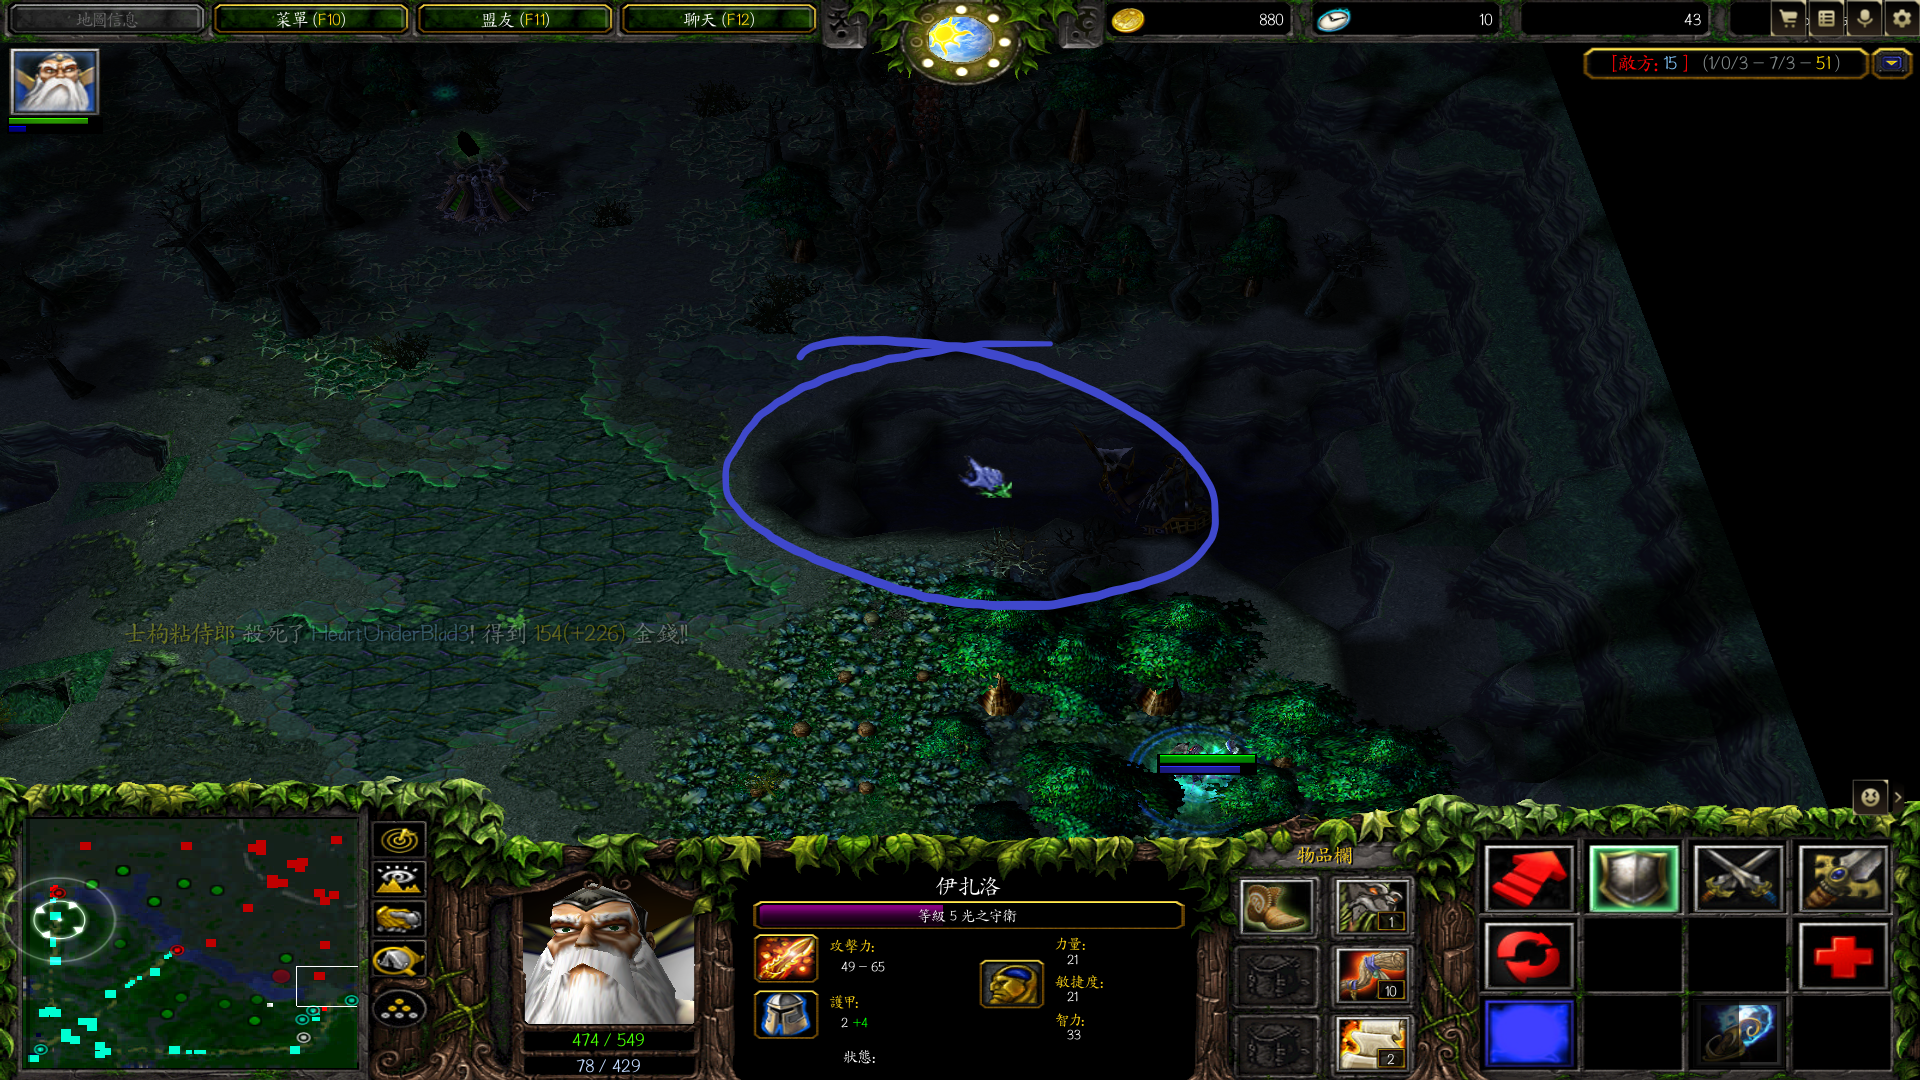 地圖信息
菜單 (F10)
盟友 (F11)
聊天 (F12)
880
10
43
[敵方: 15 ] (1/0/3 - 7/3 - 51 )
士枸粘侍郎 殺死了 HeartUnderBlad3! 得到 154(+226) 金錢!!
伊扎洛
等級 5 光之守衛
攻擊力:
49 - 65
護甲:
2 +4
狀態:
力量:
21
敏捷度:
21
智力:
33
474 / 549
78 / 429
物品欄
1
10
2